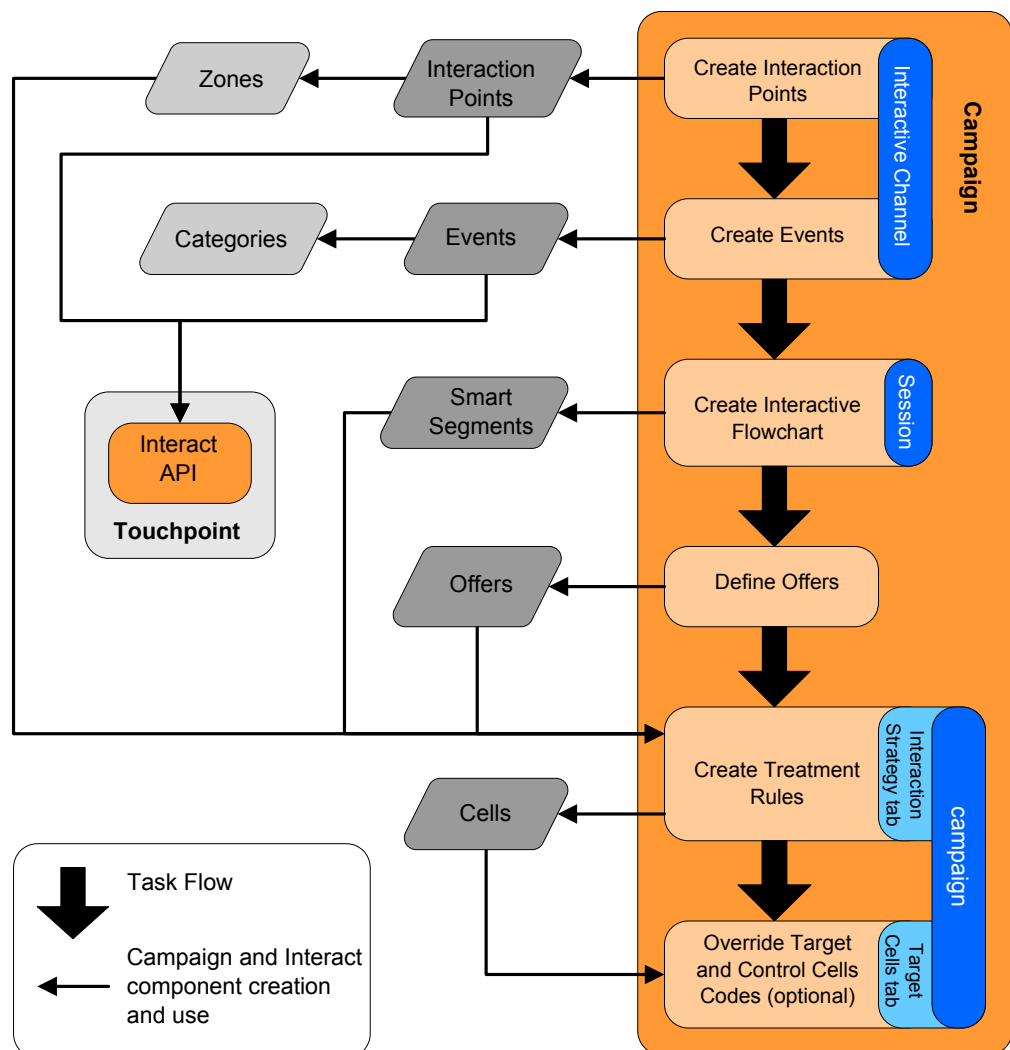 Zones
Interaction
Points
Create Interaction
Points
Interactive Channel
Campaign
Categories
Events
Create Events
Smart
Segments
Create Interactive
Flowchart
Session
Interact
API
Touchpoint
Offers
Define Offers
Create Treatment
Rules
Interaction
Strategy tab
campaign
Cells
Override Target
and Control Cells
Codes (optional)
Target
Cells tab
Task Flow
Campaign and Interact
component creation
and use